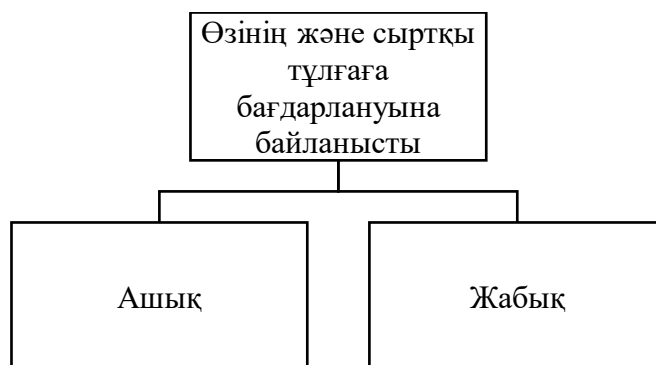 Өзінің және сыртқы
тұлғаға
бағдарлануына
байланысты
Ашық
Жабық